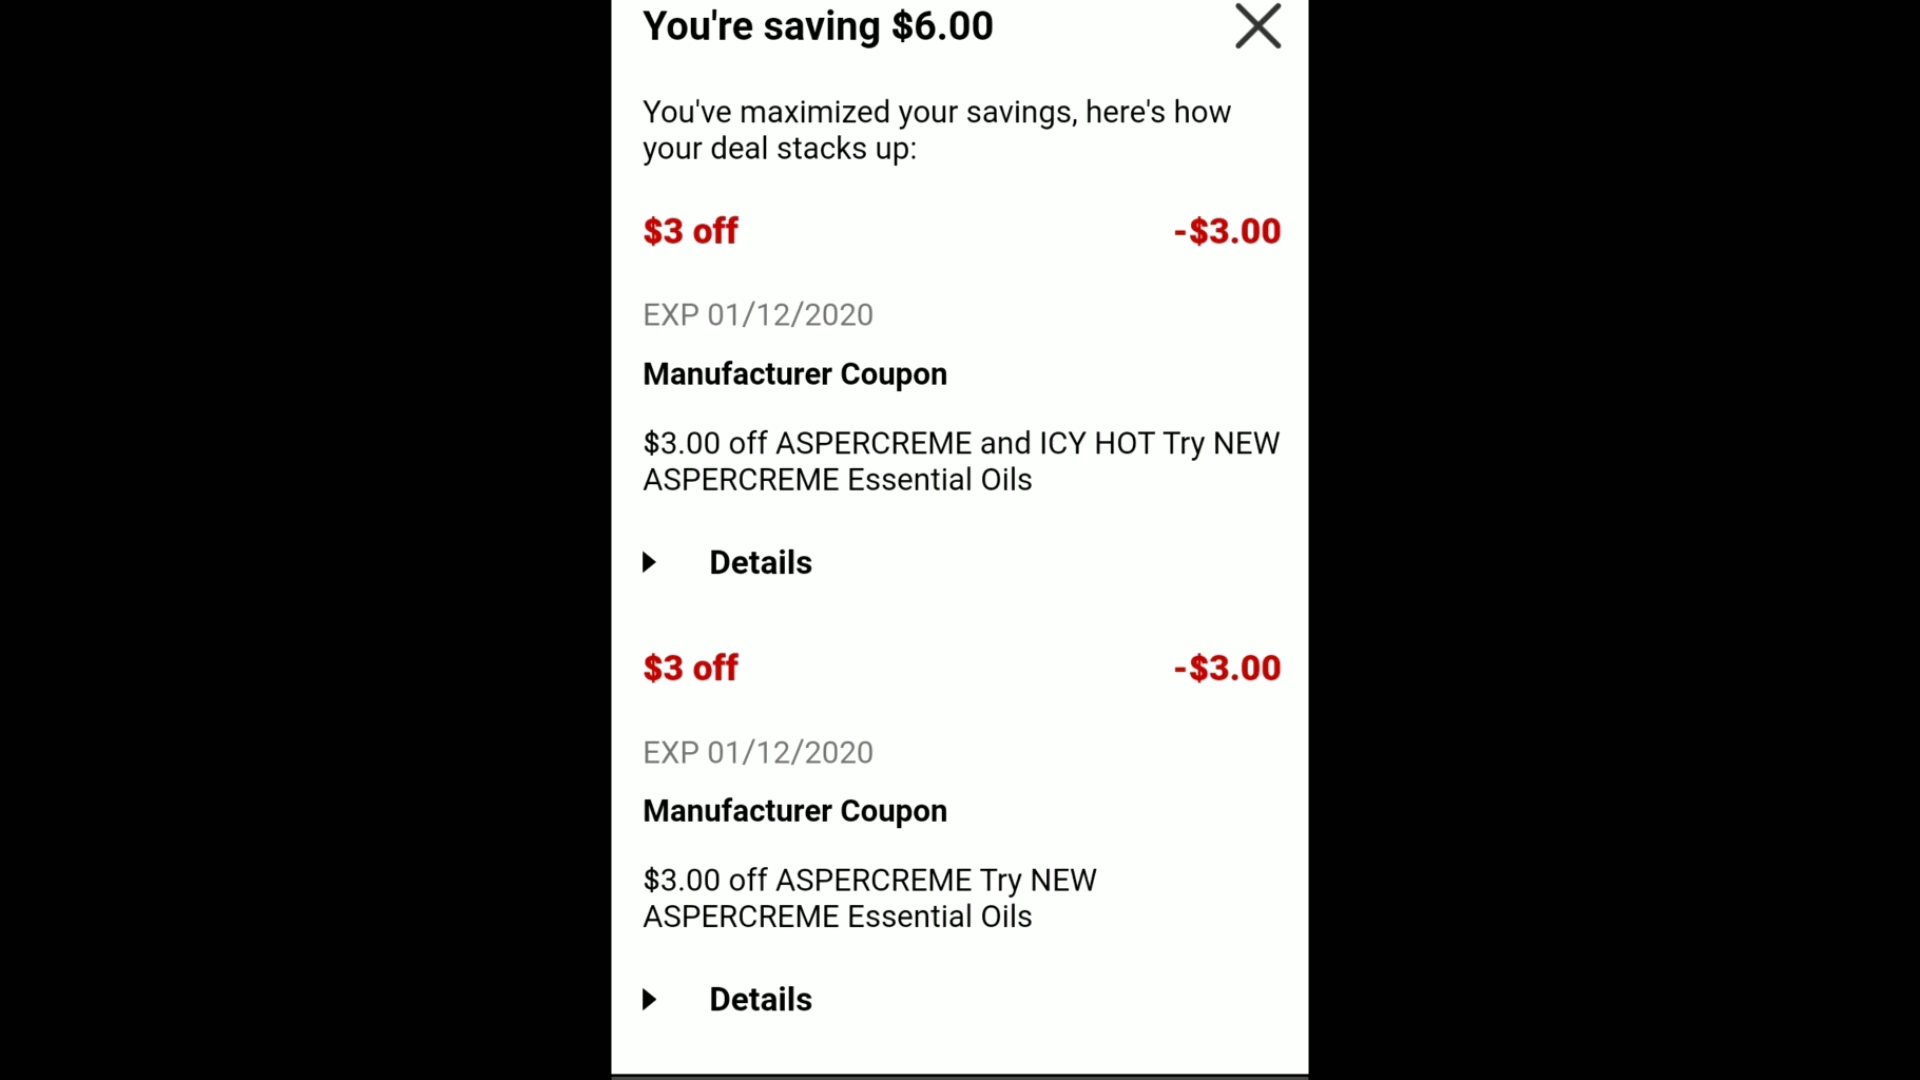 You're saving $6.00
You've maximized your savings, here's how
your deal stacks up:
$3 off -$3.00
EXP 01/12/2020
Manufacturer Coupon
$3.00 off ASPERCREME and ICY HOT Try NEW
ASPERCREME Essential Oils
Details
$3 off -$3.00
EXP 01/12/2020
Manufacturer Coupon
$3.00 off ASPERCREME Try NEW
ASPERCREME Essential Oils
Details